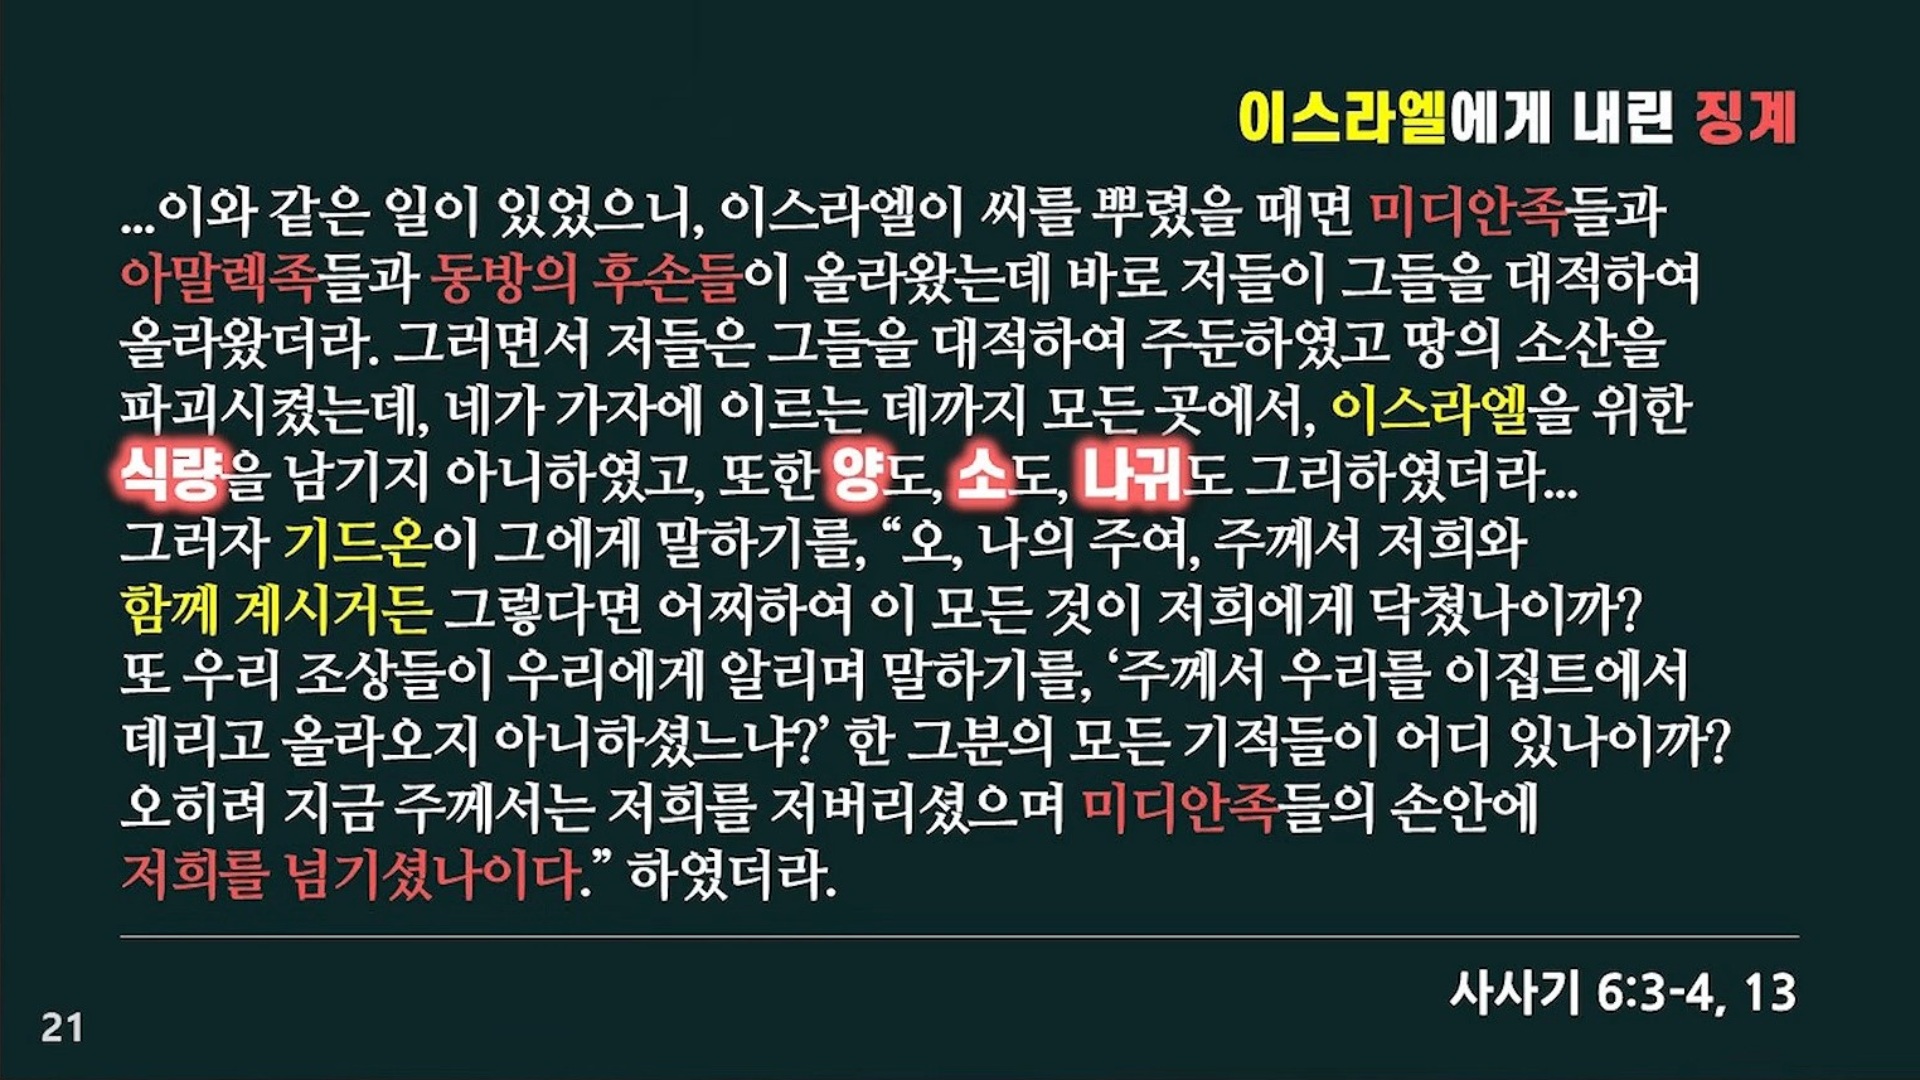 이스라엘에게 내린 징계
...이와 같은 일이 있었으니, 이스라엘이 씨를 뿌렸을 때면 미디안족들과
아말렉족들과 동방의 후손들이 올라왔는데 바로 저들이 그들을 대적하여
올라왔더라. 그러면서 저들은 그들을 대적하여 주둔하였고 땅의 소산을
파괴시켰는데, 네가 가자에 이르는 데까지 모든 곳에서, 이스라엘을 위한
식량을 남기지 아니하였고, 또한 양도, 소도, 나귀도 그리하였더라...
그러자 기드온이 그에게 말하기를, “오, 나의 주여, 주께서 저희와
함께 계시거든 그렇다면 어찌하여 이 모든 것이 저희에게 닥쳤나이까?
또 우리 조상들이 우리에게 알리며 말하기를, ‘주께서 우리를 이집트에서
데리고 올라오지 아니하셨느냐?’ 한 그분의 모든 기적들이 어디 있나이까?
오히려 지금 주께서는 저희를 저버리셨으며 미디안족들의 손안에
저희를 넘기셨나이다.” 하였더라.
사사기 6:3-4, 13
21